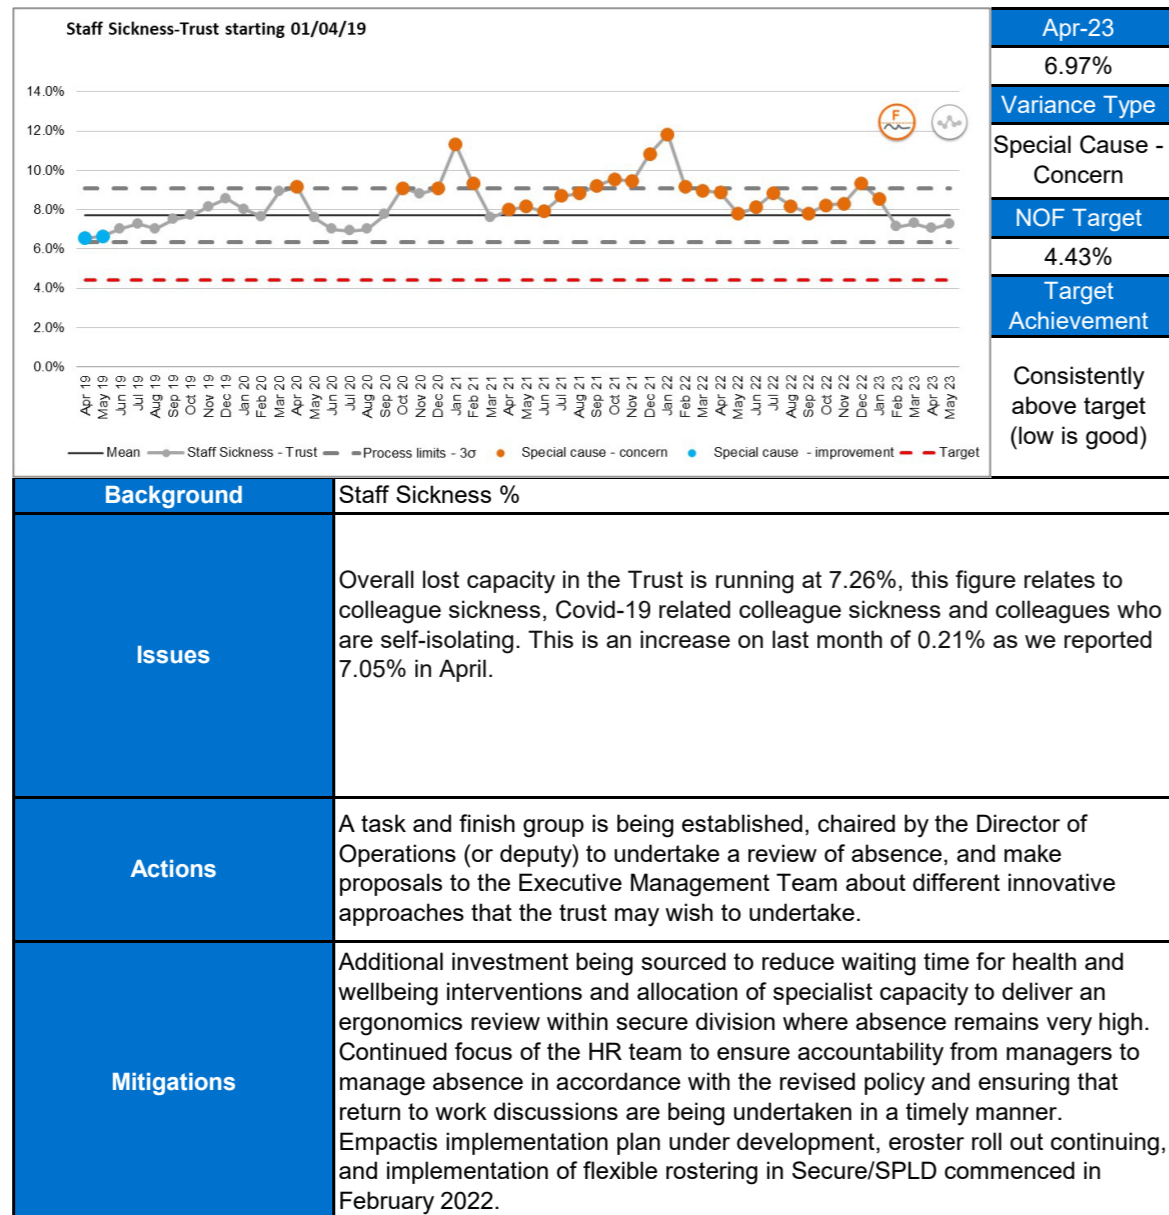 Staff Sickness-Trust starting 01/04/19
14.0%
12.0%
10.0%
8.0%
6.0%
4.0%
2.0%
0.0%
F
Apr 19
May 19
Jun 19
Jul 19
Aug 19
Sep 19
Oct 19
Nov 19
Dec 19
Jan 20
Feb 20
Mar 20
Apr 20
May 20
Jun 20
Jul 20
Aug 20
Sep 20
Oct 20
Nov 20
Dec 20
Jan 21
Feb 21
Mar 21
Apr 21
May 21
Jun 21
Jul 21
Aug 21
Sep 21
Oct 21
Nov 21
Dec 21
Jan 22
Feb 22
Mar 22
Apr 22
May 22
Jun 22
Jul 22
Aug 22
Sep 22
Oct 22
Nov 22
Dec 22
Jan 23
Feb 23
Mar 23
Apr 23
May 23
Mean Staff Sickness - Trust Process limits - 3σ Special cause - concern Special cause - improvement Target
Apr-23
6.97%
Variance Type
Special Cause -
Concern
NOF Target
4.43%
Target
Achievement
Consistently
above target
(low is good)
Background
Staff Sickness %
Issues
Overall lost capacity in the Trust is running at 7.26%, this figure relates to
colleague sickness, Covid-19 related colleague sickness and colleagues who
are self-isolating. This is an increase on last month of 0.21% as we reported
7.05% in April.
Actions
A task and finish group is being established, chaired by the Director of
Operations (or deputy) to undertake a review of absence, and make
proposals to the Executive Management Team about different innovative
approaches that the trust may wish to undertake.
Mitigations
Additional investment being sourced to reduce waiting time for health and
wellbeing interventions and allocation of specialist capacity to deliver an
ergonomics review within secure division where absence remains very high.
Continued focus of the HR team to ensure accountability from managers to
manage absence in accordance with the revised policy and ensuring that
return to work discussions are being undertaken in a timely manner.
Empactis implementation plan under development, eroster roll out continuing,
and implementation of flexible rostering in Secure/SPLD commenced in
February 2022.